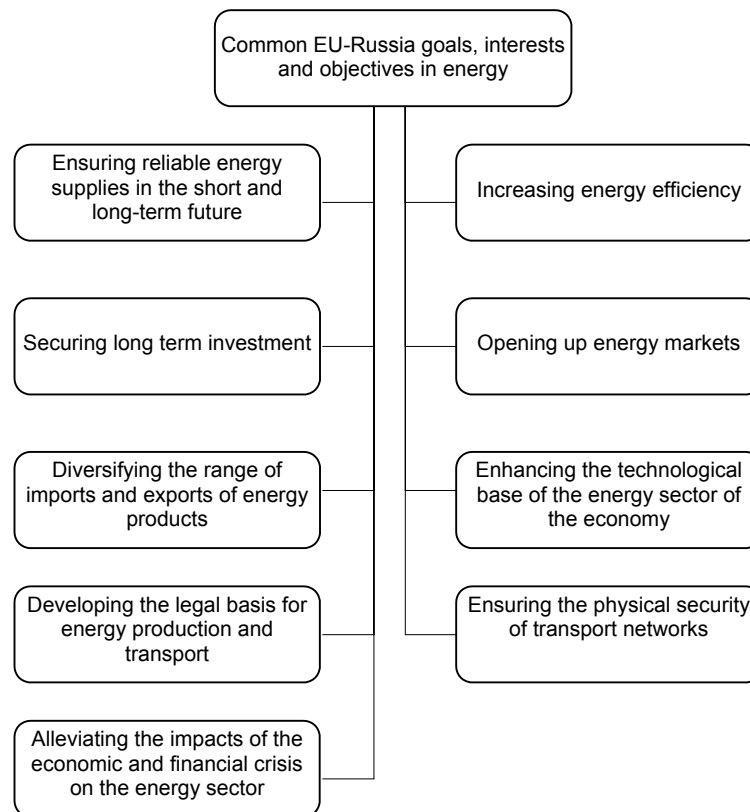 Common EU-Russia goals, interests
and objectives in energy
Ensuring reliable energy
supplies in the short and
long-term future
Increasing energy efficiency
Securing long term investment
Opening up energy markets
Diversifying the range of
imports and exports of energy
products
Enhancing the technological
base of the energy sector of
the economy
Developing the legal basis for
energy production and
transport
Ensuring the physical security
of transport networks
Alleviating the impacts of the
economic and financial crisis
on the energy sector